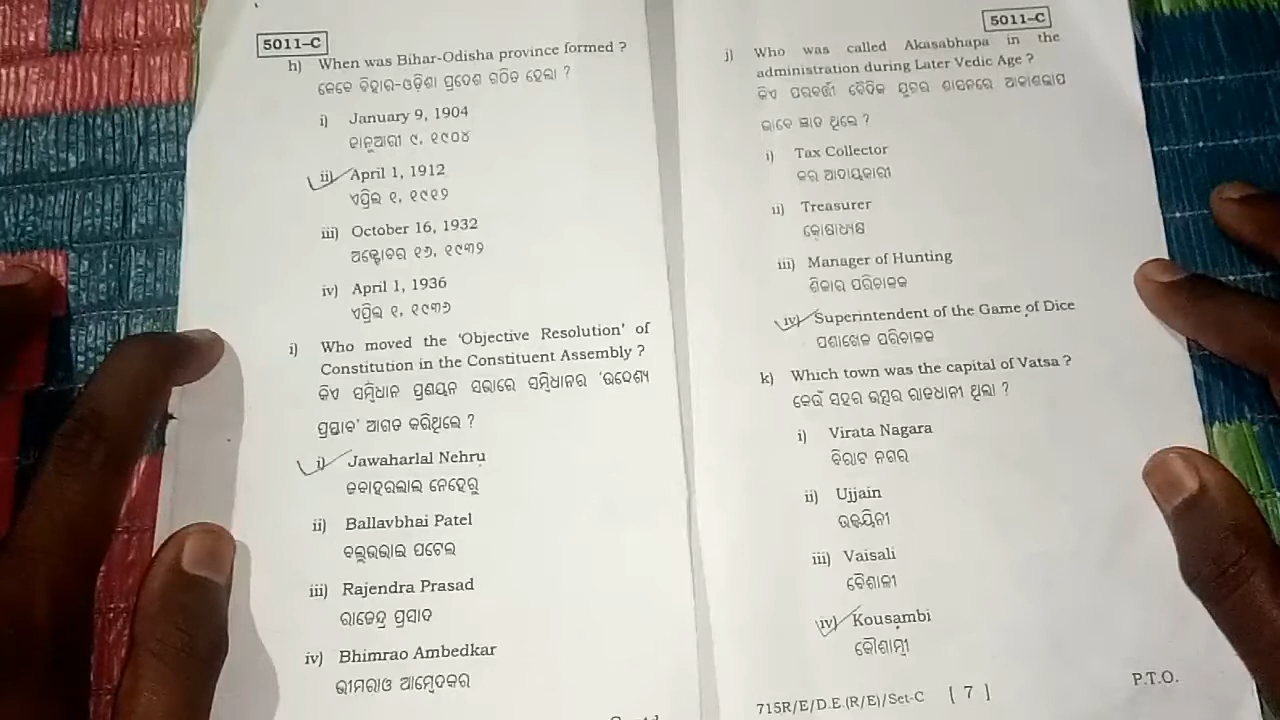 5011-C
h) When was Bihar-Odisha province formed ?
କେବେ ବିହାର-ଓଡ଼ିଶା ପ୍ରଦେଶ ଗଠିତ ହେଲା ?
i) January 9, 1904
ଜାନୁଆରୀ ୯, ୧୯୦୪
ii) April 1, 1912
ଏପ୍ରିଲ ୧, ୧୯୧୨
iii) October 16, 1932
ଅକ୍ଟୋବର ୧୬, ୧୯୩୨
iv) April 1, 1936
ଏପ୍ରିଲ ୧, ୧୯୩୬
i) Who moved the 'Objective Resolution' of
Constitution in the Constituent Assembly ?
କିଏ ସମ୍ବିଧାନ ପ୍ରଣୟନ ସଭାରେ ସମ୍ବିଧାନର 'ଉଦ୍ଦେଶ୍ୟ
ପ୍ରସ୍ତାବ' ଆଗତ କରିଥିଲେ ?
i) Jawaharlal Nehru
ଜବାହରଲାଲ ନେହେରୁ
ii) Ballavbhai Patel
ବଲ୍ଲଭଭାଇ ପଟେଲ
iii) Rajendra Prasad
ରାଜେନ୍ଦ୍ର ପ୍ରସାଦ
iv) Bhimrao Ambedkar
ଭୀମରାଓ ଆମ୍ବେଦକର
5011-C
j) Who was called Akasabhapa in the
administration during Later Vedic Age ?
କିଏ ପରବର୍ତ୍ତୀ ବୈଦିକ ଯୁଗର ଶାସନରେ ଆକାଶଭାପ
ଭାବେ ଜ୍ଞାତ ଥିଲେ ?
i) Tax Collector
କର ଆଦାୟକାରୀ
ii) Treasurer
କୋଷାଧ୍ୟକ୍ଷ
iii) Manager of Hunting
ଶିକାର ପରିଚାଳକ
iv) Superintendent of the Game of Dice
ପଶାଖେଳ ପରିଚାଳକ
k) Which town was the capital of Vatsa ?
କେଉଁ ସହର ଭତ୍ସର ରାଜଧାନୀ ଥିଲା ?
i) Virata Nagara
ବିରାଟ ନଗର
ii) Ujjain
ଉଜ୍ଜୟିନୀ
iii) Vaisali
ବୈଶାଳୀ
iv) Kousambi
କୌଶାମ୍ବୀ
715R/E/D.E.(R/E)/Set-C [ 7 ] P.T.O.